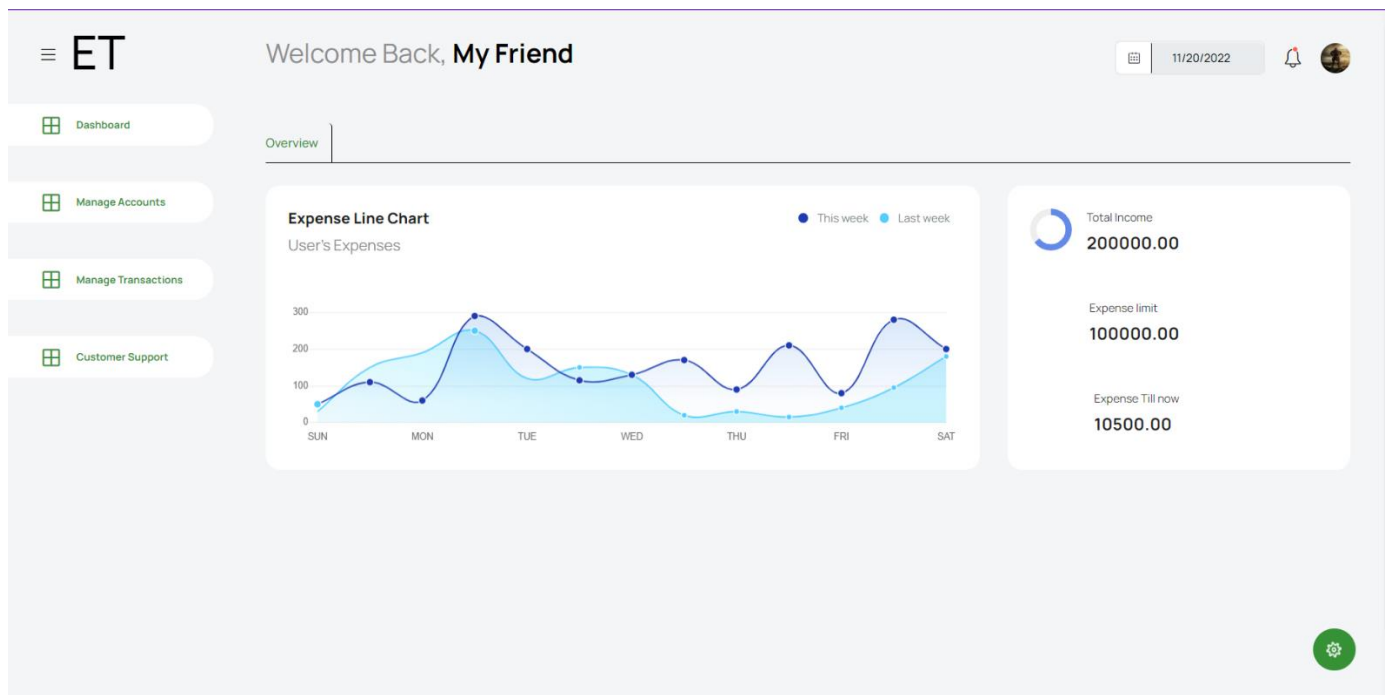 ET
Welcome Back, My Friend
11/20/2022
Dashboard
Manage Accounts
Manage Transactions
Customer Support
Overview
Expense Line Chart
User's Expenses
This week
Last week
300
200
100
0
SUN MON TUE WED THU FRI SAT
Total Income
200000.00
Expense limit
100000.00
Expense Till now
10500.00